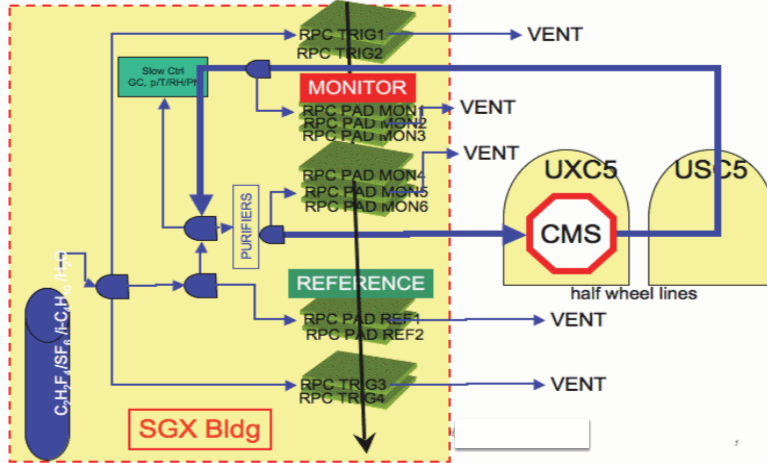 RPC TRIG1
VENT
RPC TRIG2
Slow Ctrl
GC, p/T/RH/PH
MONITOR
RPC PAD MON1
VENT
RPC PAD MON2
RPC PAD MON3
VENT
RPC PAD MON4
RPC PAD MON5
RPC PAD MON6
UXC5
USC5
PURIFIERS
CMS
REFERENCE
half wheel lines
C2H2F4/SF6/i-C4H10/H2O
RPC PAD REF1
VENT
RPC PAD REF2
RPC TRIG3
VENT
RPC TRIG4
SGX Bldg